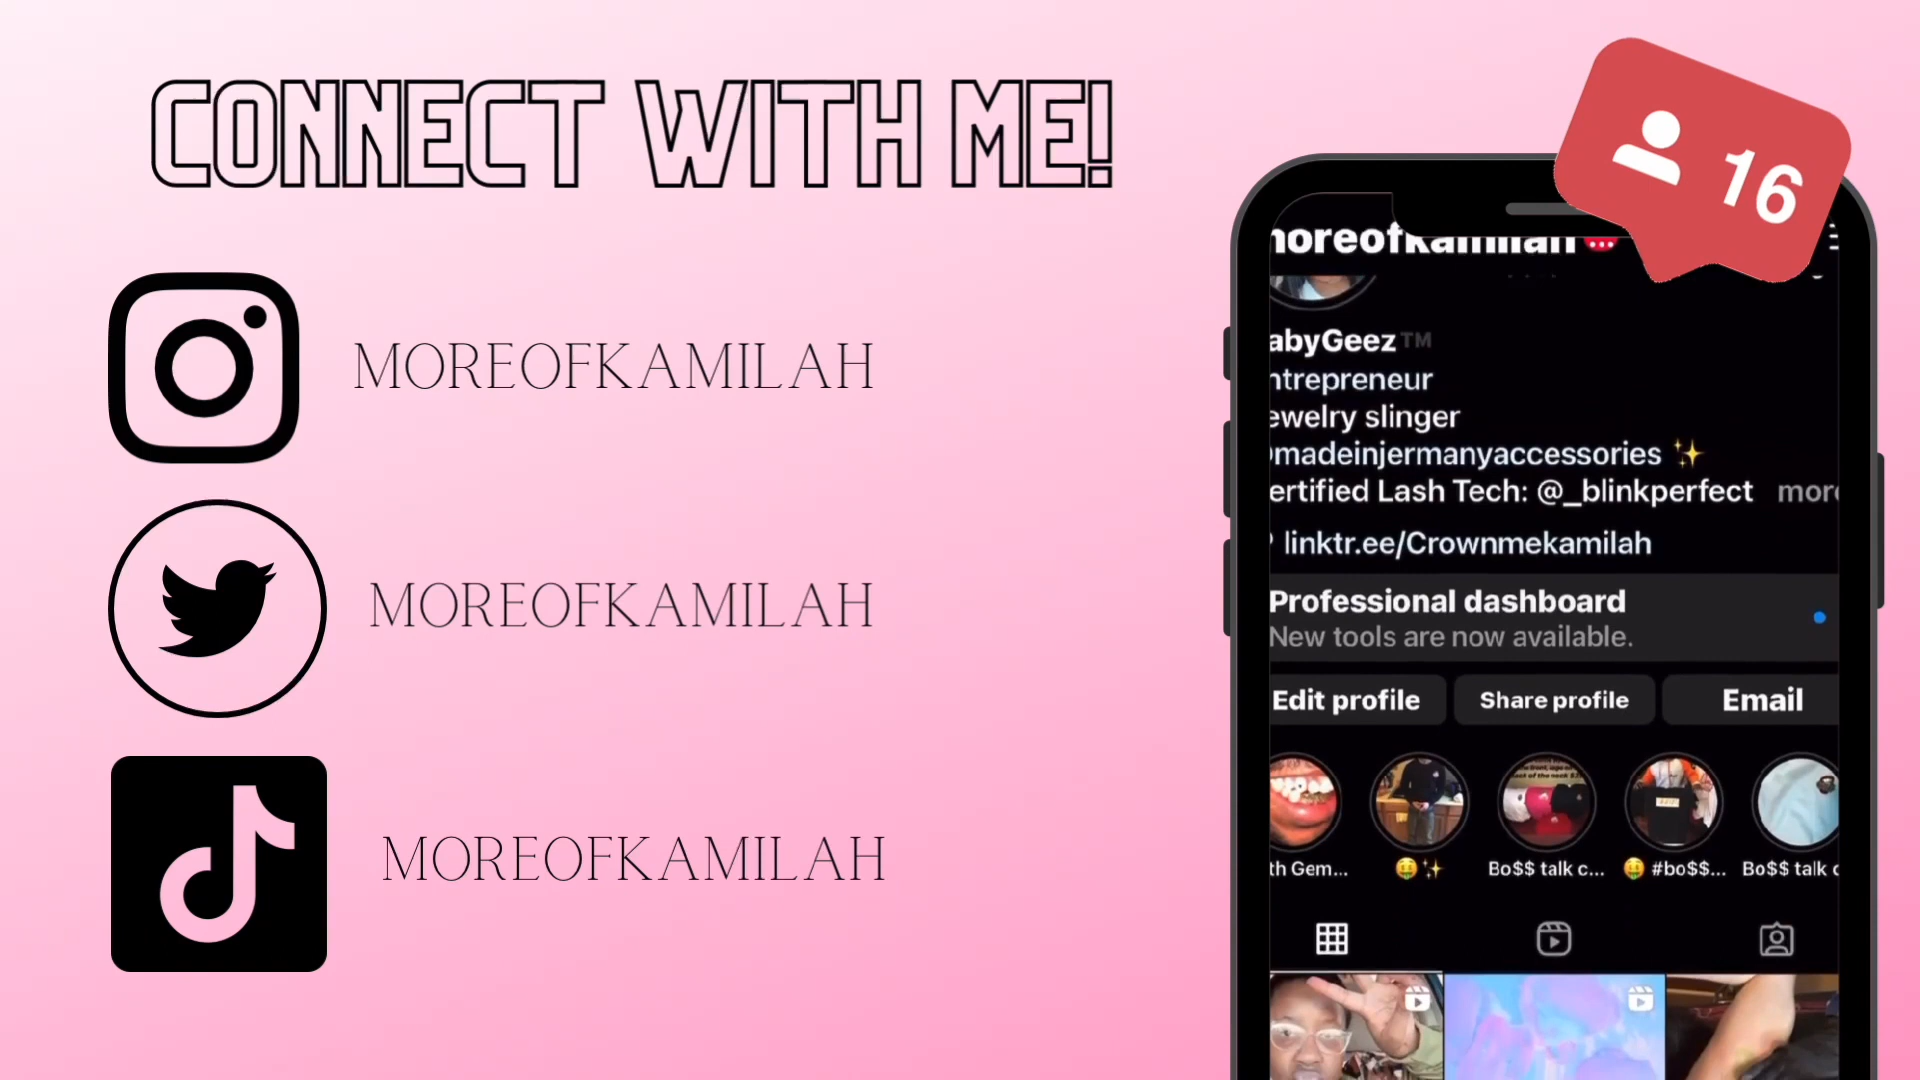 CONNECT WITH ME!
MOREOFKAMILAH
MOREOFKAMILAH
MOREOFKAMILAH
16
moreofkamilah
abyGeez™
ntrepreneur
ewelry slinger
madeinjermanyaccessories ✨
ertified Lash Tech: @_blinkperfect more
linktr.ee/Crownmekamilah
Professional dashboard
New tools are now available.
Edit profile Share profile Email
th Gem... 🤑✨ Bo$$ talk c... 🤑 #bo$$... Bo$$ talk c